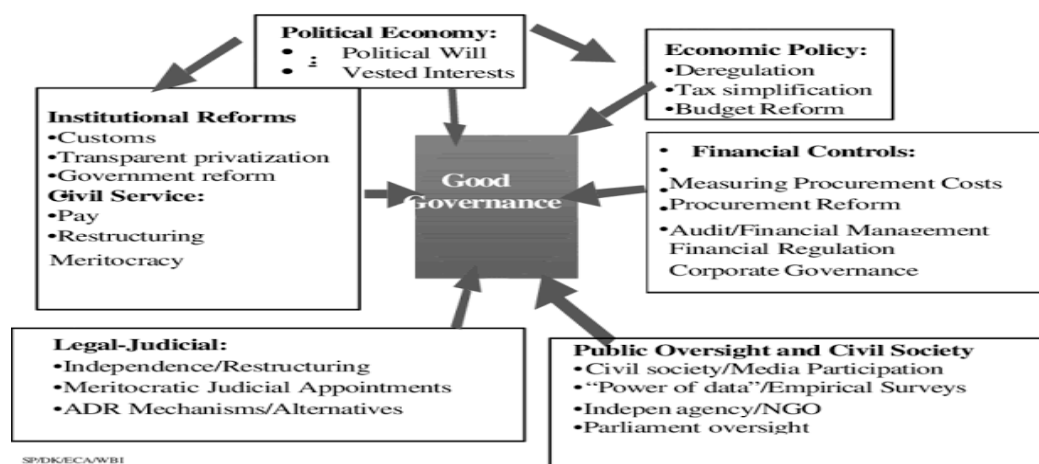 Political Economy:
• : Political Will
• Vested Interests
Economic Policy:
•Deregulation
•Tax simplification
•Budget Reform
Institutional Reforms
•Customs
•Transparent privatization
•Government reform
Civil Service:
•Pay
•Restructuring
Meritocracy
Good
Governance
• Financial Controls:
•
•Measuring Procurement Costs
•Procurement Reform
•Audit/Financial Management
Financial Regulation
Corporate Governance
Legal-Judicial:
•Independence/Restructuring
•Meritocratic Judicial Appointments
•ADR Mechanisms/Alternatives
Public Oversight and Civil Society
•Civil society/Media Participation
•“Power of data”/Empirical Surveys
•Indepen agency/NGO
•Parliament oversight
SP/DK/ECA/WBI